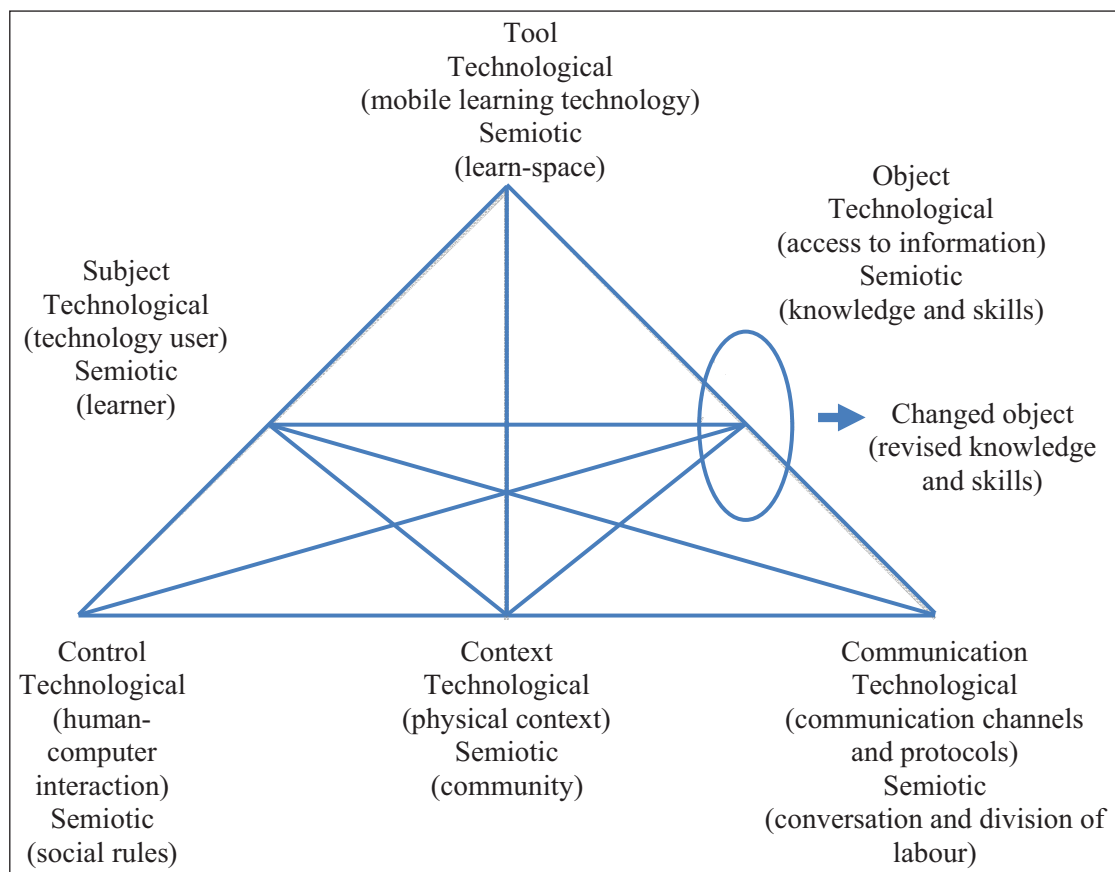 Tool
Technological
(mobile learning technology)
Semiotic
(learn-space)
Object
Technological
(access to information)
Semiotic
(knowledge and skills)
Subject
Technological
(technology user)
Semiotic
(learner)
Changed object
(revised knowledge
and skills)
Control
Technological
(human-
computer
interaction)
Semiotic
(social rules)
Context
Technological
(physical context)
Semiotic
(community)
Communication
Technological
(communication channels
and protocols)
Semiotic
(conversation and division of
labour)